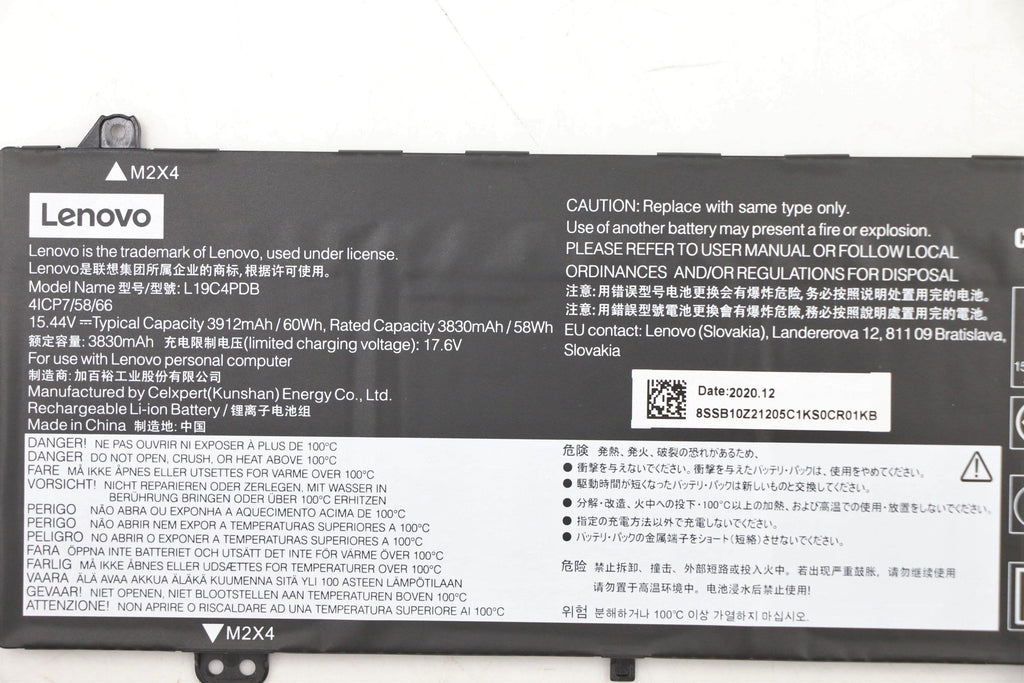 M2X4
Lenovo
Lenovo is the trademark of Lenovo, used under license.
Lenovo是联想集团所属企业的商标,根据许可使用。
Model Name 型号/型號: L19C4PDB
4ICP7/58/66
15.44V ⎓Typical Capacity 3912mAh / 60Wh, Rated Capacity 3830mAh / 58Wh
额定容量: 3830mAh 充电限制电压(limited charging voltage): 17.6V
For use with Lenovo personal computer
制造商: 加百裕工业股份有限公司
Manufactured by Celxpert(Kunshan) Energy Co., Ltd.
Rechargeable Li-ion Battery / 锂离子电池组
Made in China 制造地: 中国
CAUTION: Replace with same type only.
Use of another battery may present a fire or explosion.
PLEASE REFER TO USER MANUAL OR FOLLOW LOCAL
ORDINANCES AND/OR REGULATIONS FOR DISPOSAL
注意:用错误型号电池更换会有爆炸危险,务必按照说明处置用完的电池。
注意:用錯誤型號電池更換會有爆炸危險,務必按照說明處置用完的電池。
EU contact: Lenovo (Slovakia), Landererova 12, 811 09 Bratislava,
Slovakia
Date:2020.12
8SSB10Z21205C1KS0CR01KB
DANGER! NE PAS OUVRIR NI EXPOSER À PLUS DE 100°C
DANGER DO NOT OPEN, CRUSH, OR HEAT ABOVE 100°C
FARE MÅ IKKE ÅPNES ELLER UTSETTES FOR VARME OVER 100°C
VORSICHT! NICHT REPARIEREN ODER ZERLEGEN, MIT WASSER IN
BERÜHRUNG BRINGEN ODER ÜBER 100°C ERHITZEN
PERIGO NÃO ABRA OU EXPONHA A AQUECIMENTO ACIMA DE 100°C
PERIGO NÃO ABRIR NEM EXPOR A TEMPERATURAS SUPERIORES A 100°C
PELIGRO NO ABRIR O EXPONER A TEMPERATURAS SUPERIORES A 100°C
FARA ÖPPNA INTE BATTERIET OCH UTSÄTT DET INTE FÖR VÄRME ÖVER 100°C
FARLIG MÅ IKKE ÅBNES ELLER UDSÆTTES FOR TEMPERATURER OVER 100°C
VAARA ÄLÄ AVAA AKKUA ÄLÄKÄ KUUMENNA SITÄ YLI 100 ASTEEN LÄMPÖTILAAN
GEVAAR! NIET OPENEN, NIET BLOOTSTELLEN AAN TEMPERATUREN BOVEN 100°C
ATTENZIONE! NON APRIRE O RISCALDARE AD UNA TEMPERATURA SUPERIORE AI 100°C
危険 発熱、発火、破裂の恐れがあるため、
● 衝撃を与えないでください。衝撃を与えたバッテリ・パックは、使用をやめてください。
● 駆動時間が短くなったバッテリ・パックは新しいものと交換してください。
● 分解・改造、火中への投下・100°C以上の加熱、および高温での使用・放置をしないでください。
● 指定の充電方法以外で充電しないでください。
● バッテリ・パックの金属端子をショート(短絡)させないでください。
危险 禁止拆卸、撞击、外部短路或投入火中。若出现严重鼓胀，请勿继续使用
请勿置于高温环境中。电池浸水后禁止使用!
위험 분해하거나 100°C 이상 가열하지 마십시오.
M2X4